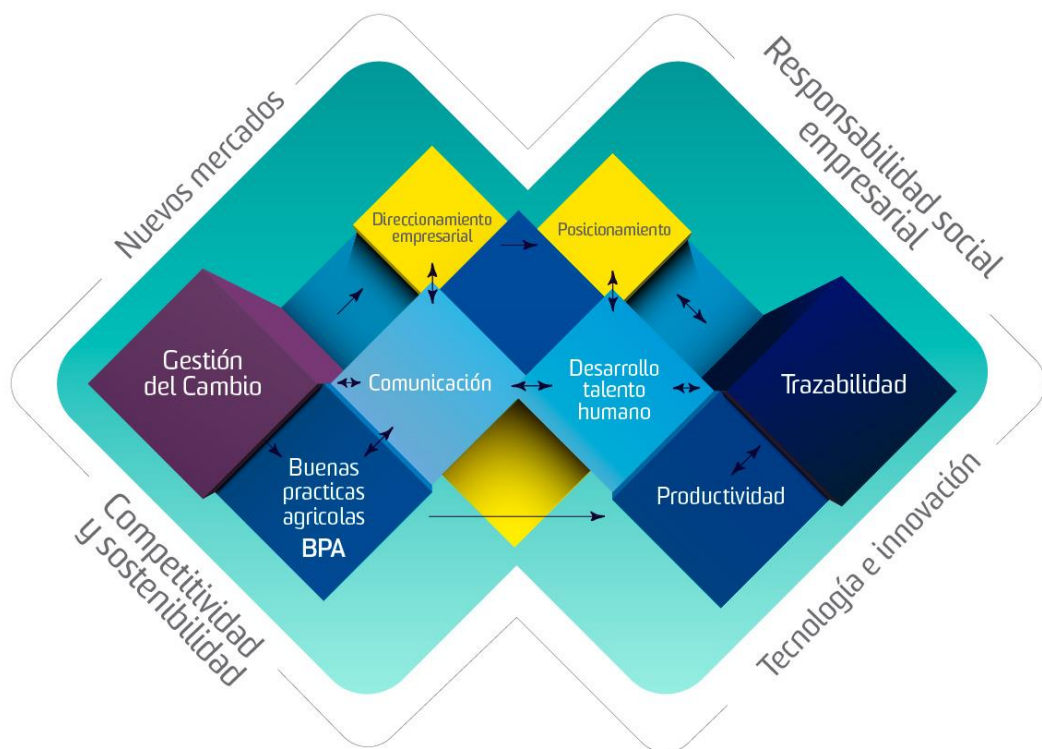 Nuevos mercados
Responsabilidad social
empresarial
Direccionamiento
empresarial
Posicionamiento
Gestión
del Cambio
Comunicación
Desarrollo
talento
humano
Trazabilidad
Buenas
practicas
agricolas
BPA
Productividad
Competitividad
y sostenibilidad
Tecnología e innovación